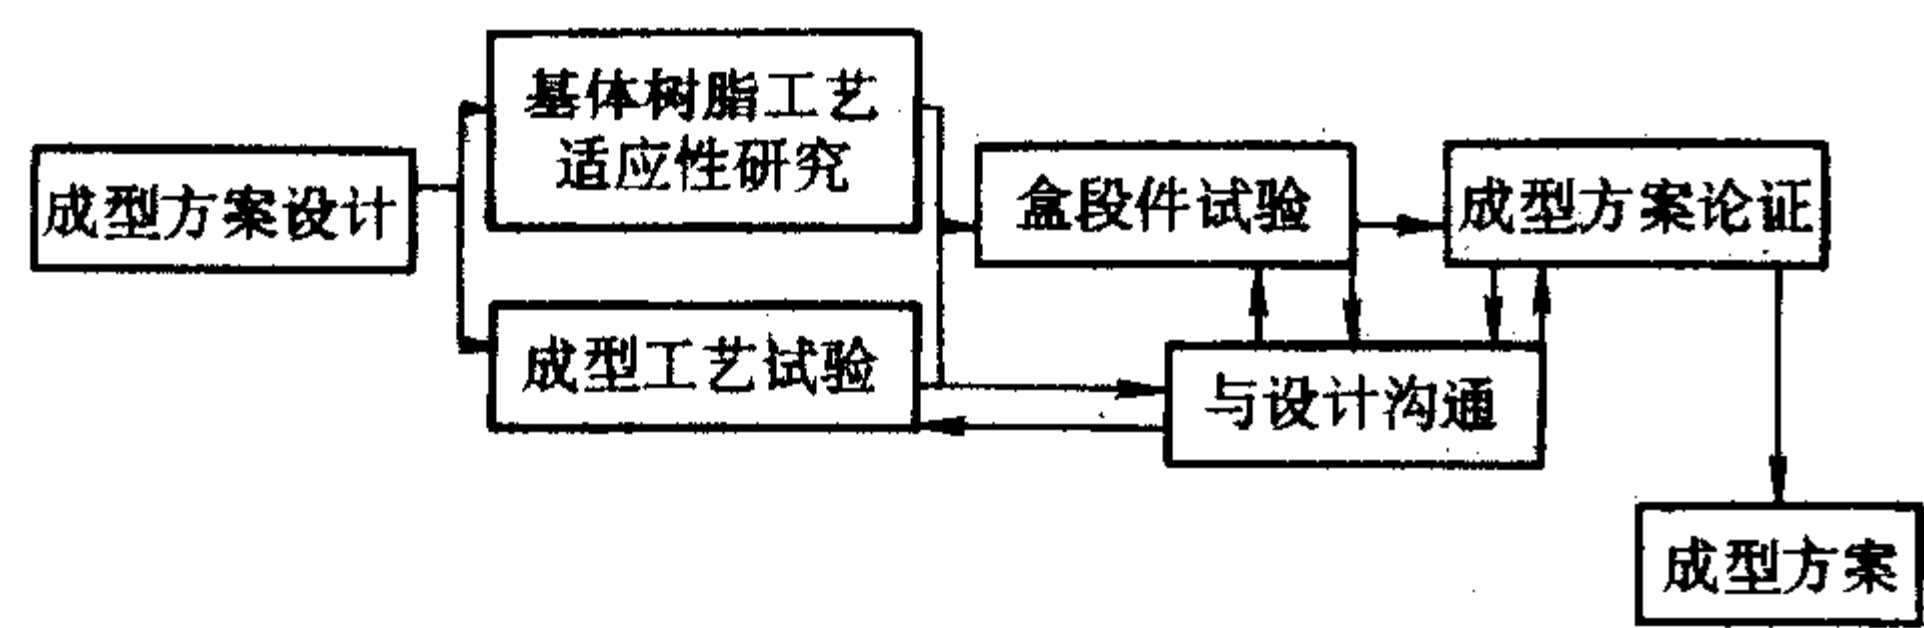 成型方案设计
基体树脂工艺
适应性研究
成型工艺试验
盒段件试验
与设计沟通
成型方案论证
成型方案